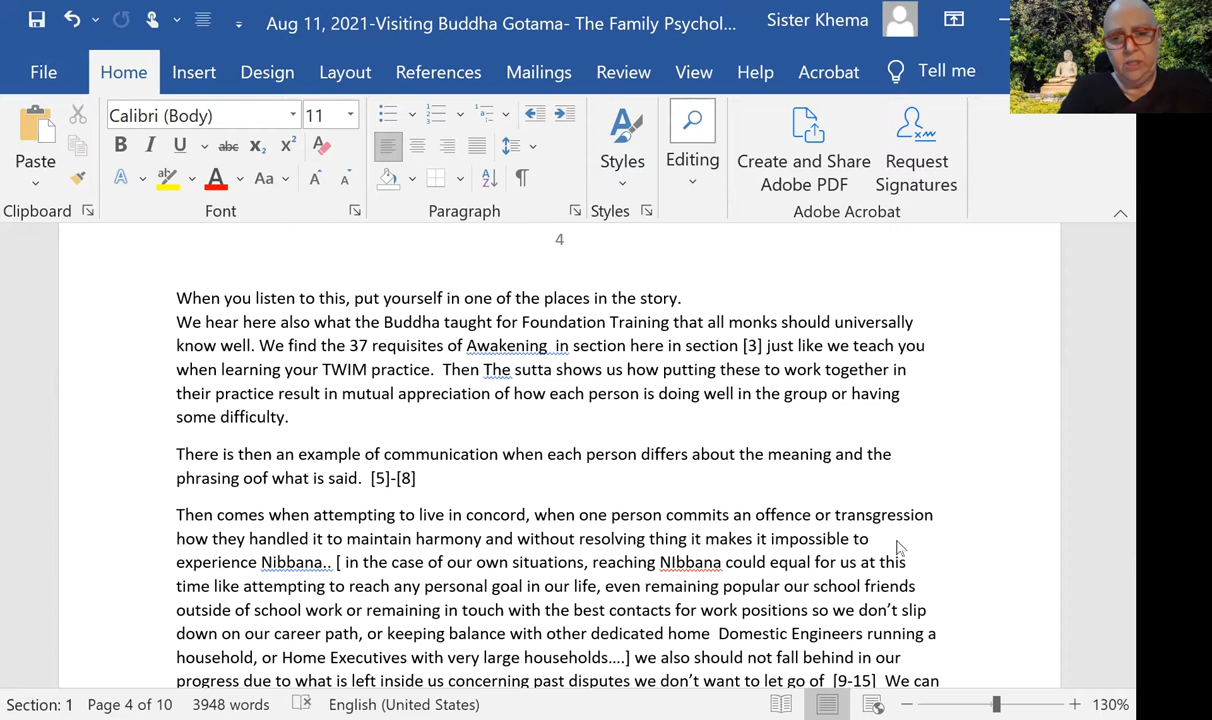 Aug 11, 2021-Visiting Buddha Gotama- The Family Psychol...
Sister Khema
File
Home
Insert
Design
Layout
References
Mailings
Review
View
Help
Acrobat
Tell me
Paste
Calibri (Body)
11
Styles
Editing
Create and Share
Adobe PDF
Request
Signatures
Clipboard
Font
Paragraph
Styles
Adobe Acrobat
4
When you listen to this, put yourself in one of the places in the story.
We hear here also what the Buddha taught for Foundation Training that all monks should universally
know well. We find the 37 requisites of Awakening  in section here in section [3] just like we teach you
when learning your TWIM practice.  Then The sutta shows us how putting these to work together in
their practice result in mutual appreciation of how each person is doing well in the group or having
some difficulty.
There is then an example of communication when each person differs about the meaning and the
phrasing oof what is said.  [5]-[8]
Then comes when attempting to live in concord, when one person commits an offence or transgression
how they handled it to maintain harmony and without resolving thing it makes it impossible to
experience Nibbana.. [ in the case of our own situations, reaching NIbbana could equal for us at this
time like attempting to reach any personal goal in our life, even remaining popular our school friends
outside of school work or remaining in touch with the best contacts for work positions so we don't slip
down on our career path, or keeping balance with other dedicated home  Domestic Engineers running a
household, or Home Executives with very large households....] we also should not fall behind in our
progress due to what is left inside us concerning past disputes we don't want to let go of  [9-15]  We can
Section: 1
Page 4 of 10
3948 words
English (United States)
130%